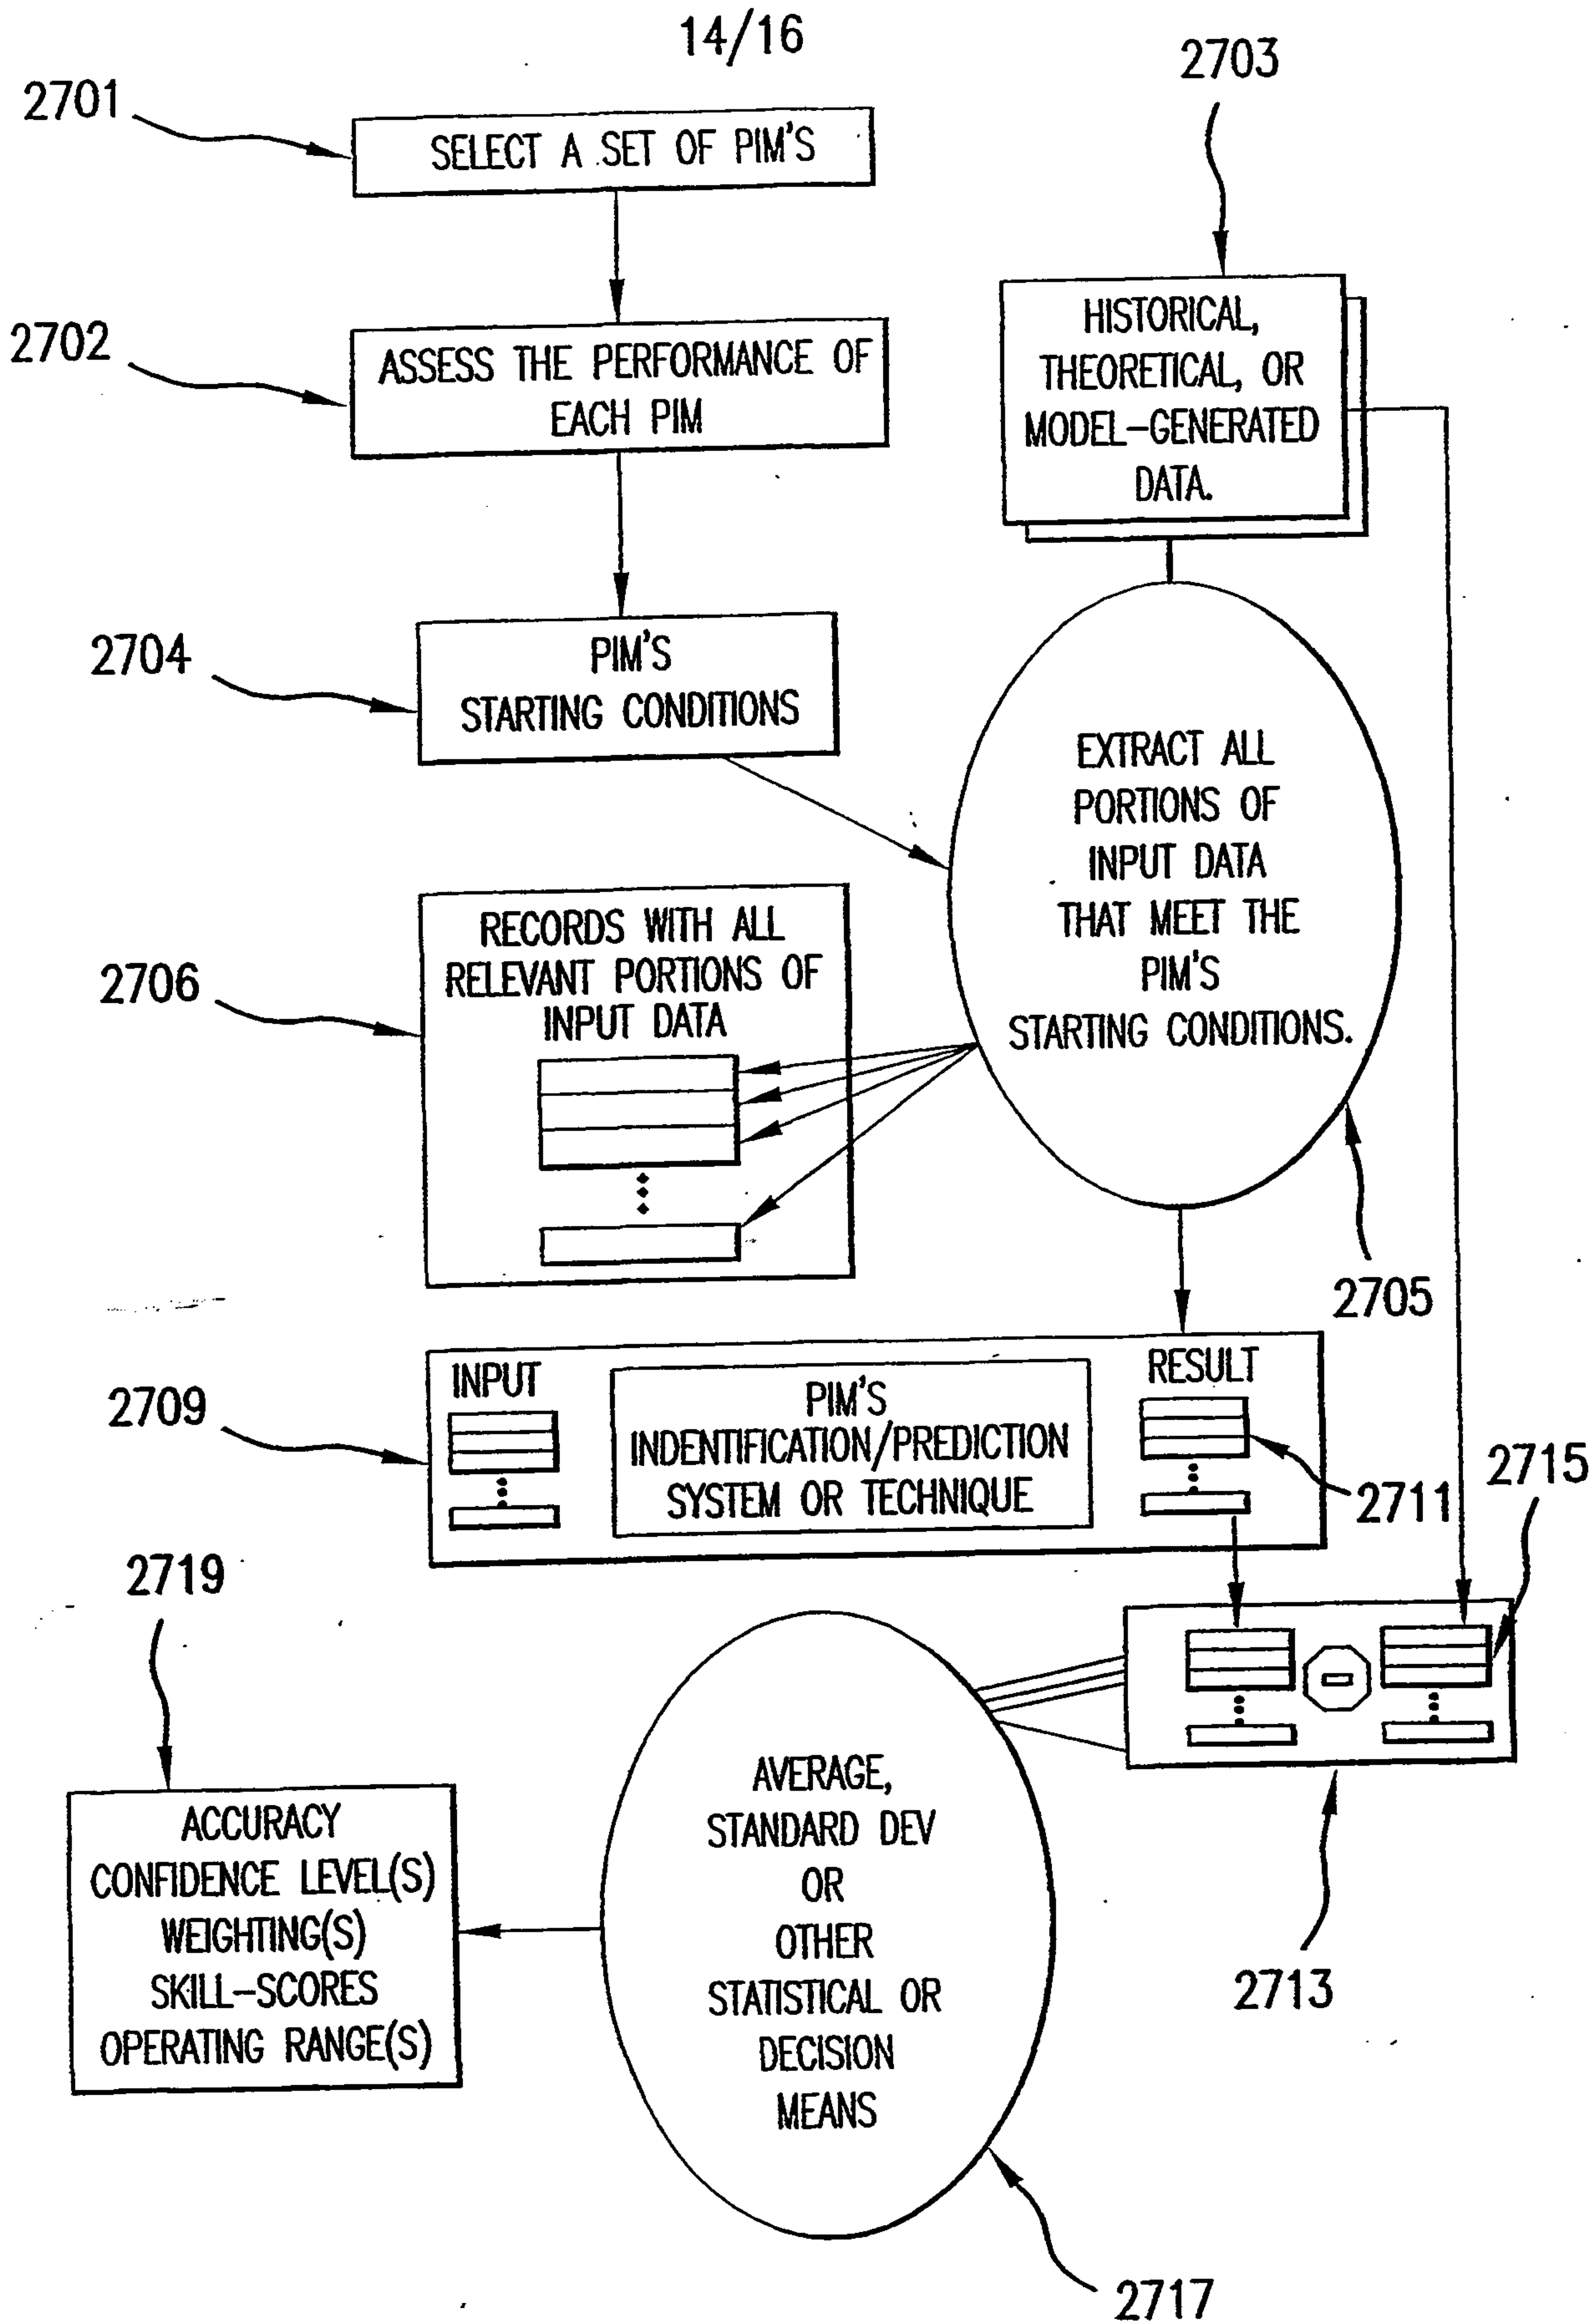 14/16
2701
SELECT A SET OF PIM'S
2703
2702
ASSESS THE PERFORMANCE OF
EACH PIM
HISTORICAL,
THEORETICAL, OR
MODEL-GENERATED
DATA.
2704
PIM'S
STARTING CONDITIONS
EXTRACT ALL
PORTIONS OF
INPUT DATA
THAT MEET THE
PIM'S
STARTING CONDITIONS.
2706
RECORDS WITH ALL
RELEVANT PORTIONS OF
INPUT DATA
2705
2709
INPUT
PIM'S
INDENTIFICATION/PREDICTION
SYSTEM OR TECHNIQUE
RESULT
2711
2715
2719
2713
ACCURACY
CONFIDENCE LEVEL(S)
WEIGHTING(S)
SKILL-SCORES
OPERATING RANGE(S)
AVERAGE,
STANDARD DEV
OR
OTHER
STATISTICAL OR
DECISION
MEANS
2717